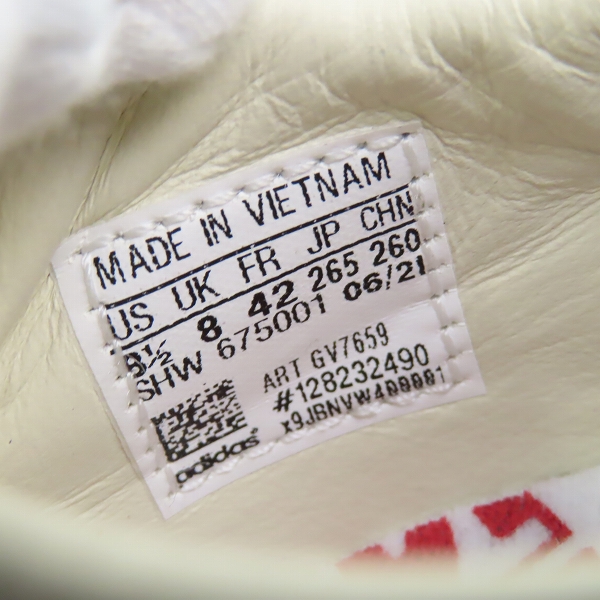 MADE IN VIETNAM
US UK FR JP CHN
8½ 8 42 265 260
SHW 675001 06/21
ART GV7659
#128232490
adidas